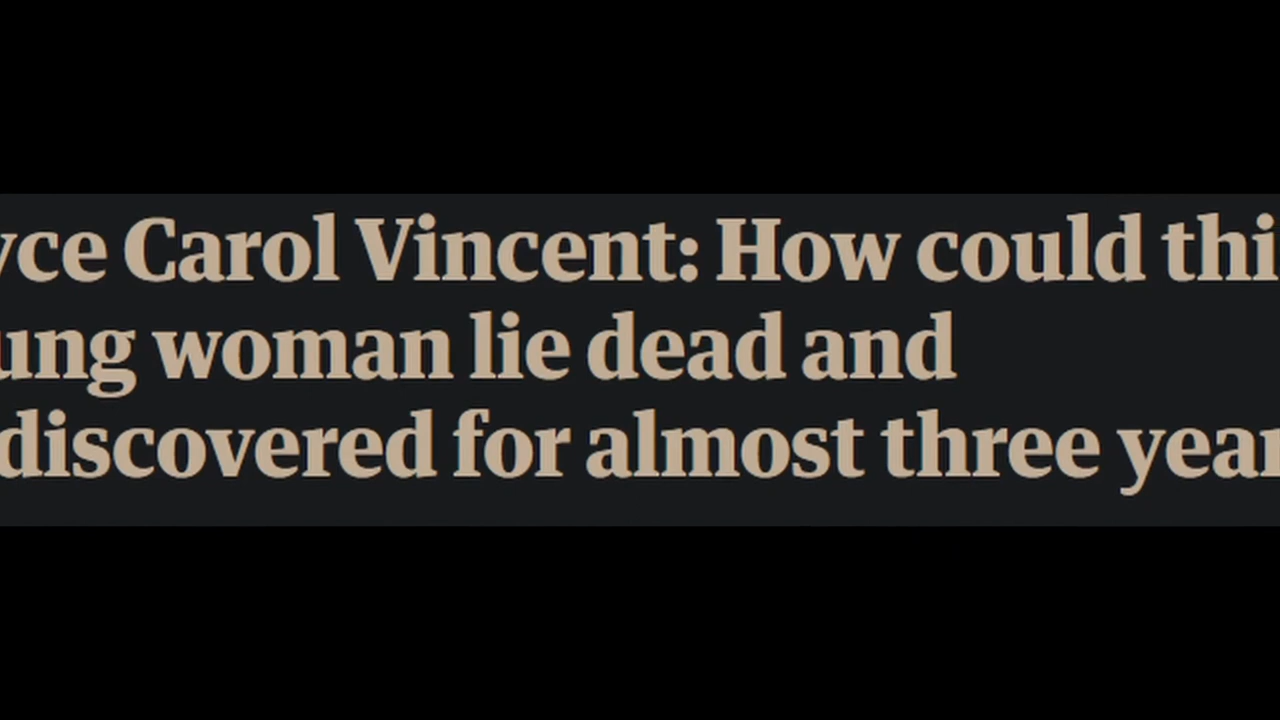 yce Carol Vincent: How could thi
ung woman lie dead and
discovered for almost three year